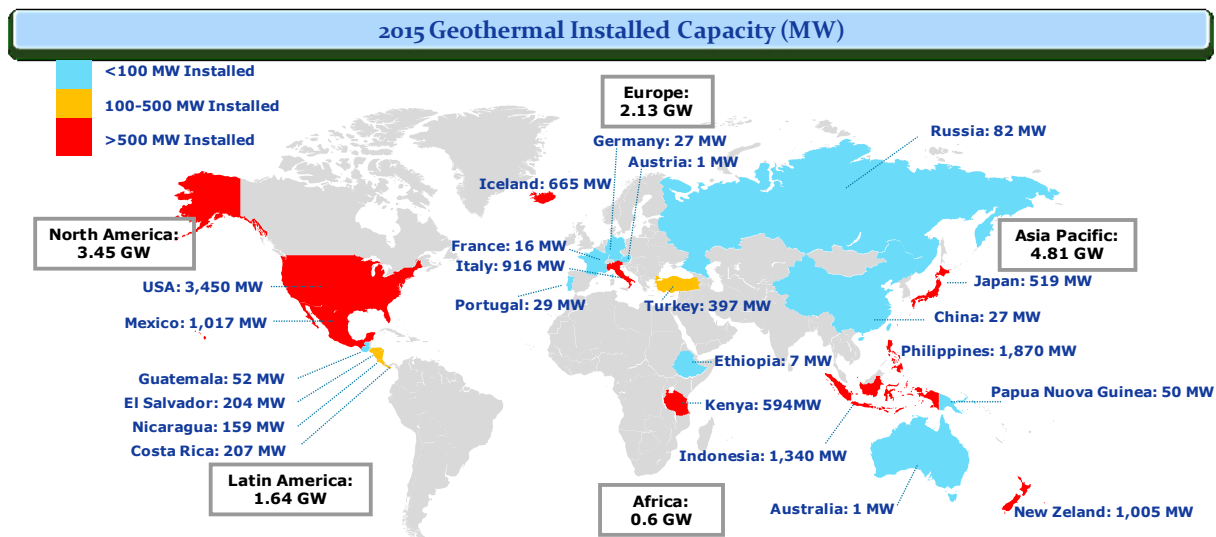 2015 Geothermal Installed Capacity (MW)
<100 MW Installed
100-500 MW Installed
>500 MW Installed
Europe:
2.13 GW
Germany: 27 MW
Austria: 1 MW
Russia: 82 MW
Iceland: 665 MW
North America:
3.45 GW
France: 16 MW
Italy: 916 MW
Portugal: 29 MW
Turkey: 397 MW
Asia Pacific:
4.81 GW
Japan: 519 MW
China: 27 MW
USA: 3,450 MW
Mexico: 1,017 MW
Philippines: 1,870 MW
Ethiopia: 7 MW
Guatemala: 52 MW
El Salvador: 204 MW
Nicaragua: 159 MW
Costa Rica: 207 MW
Papua Nuova Guinea: 50 MW
Kenya: 594MW
Indonesia: 1,340 MW
Latin America:
1.64 GW
Africa:
0.6 GW
Australia: 1 MW
New Zeland: 1,005 MW